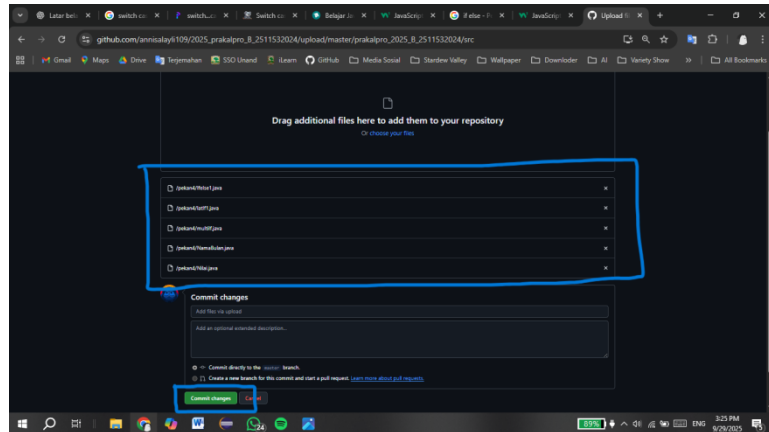 Latar bel
switch ca
switch...c
Switch ca
Belajar Ja
JavaScrip
if else - P
JavaScrip
Upload fi
github.com/annisalayli109/2025_prakalpro_B_2511532024/upload/master/prakalpro_2025_B_2511532024/src
Gmail
Maps
Drive
Terjemahan
SSO Unand
iLearn
GitHub
Media Sosial
Stardew Valley
Wallpaper
Downloder
AI
Variety Show
All Bookmarks
Drag additional files here to add them to your repository
Or choose your files
/pekan4/Ifelse1.java
/pekan4/latIf1.java
/pekan4/multiIf.java
/pekan4/NamaBulan.java
/pekan4/Nilai.java
Commit changes
Add files via upload
Add an optional extended description...
Commit directly to the master branch.
Create a new branch for this commit and start a pull request. Learn more about pull requests.
Commit changes
Cancel
24
89%
ENG
3:25 PM
9/29/2025